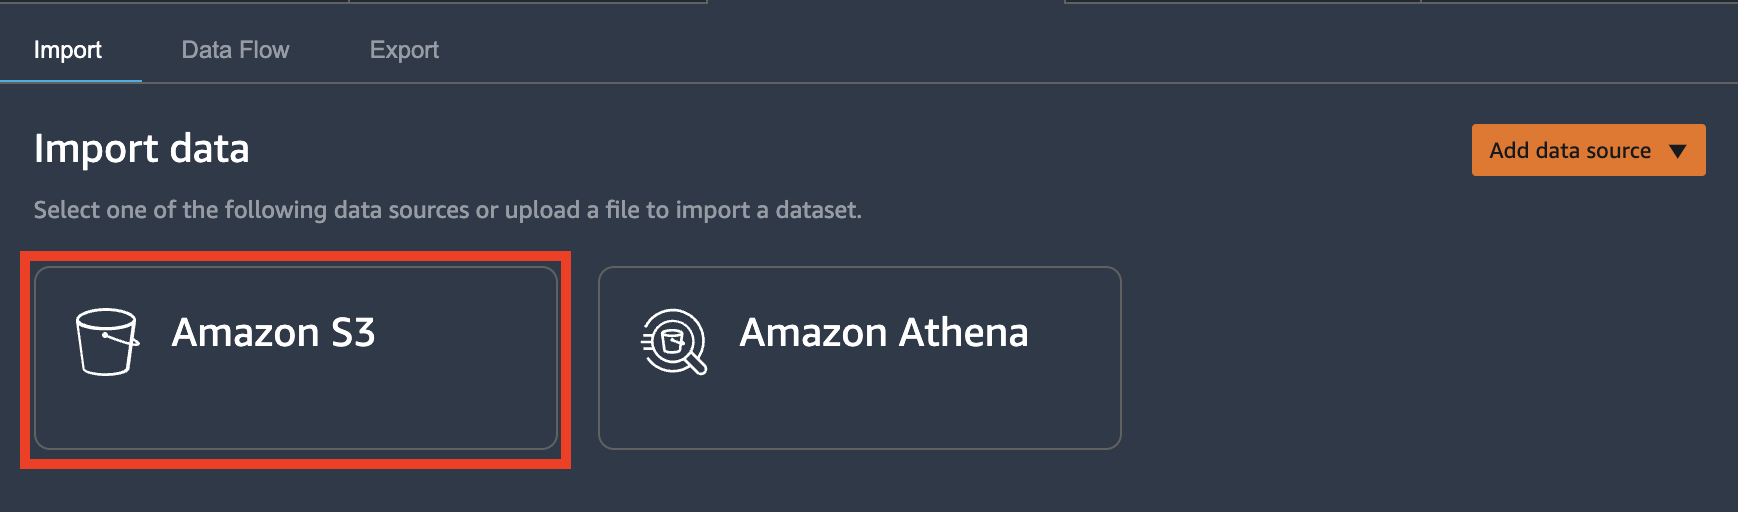 Import Data Flow Export
Import data
Add data source
Select one of the following data sources or upload a file to import a dataset.
Amazon S3
Amazon Athena